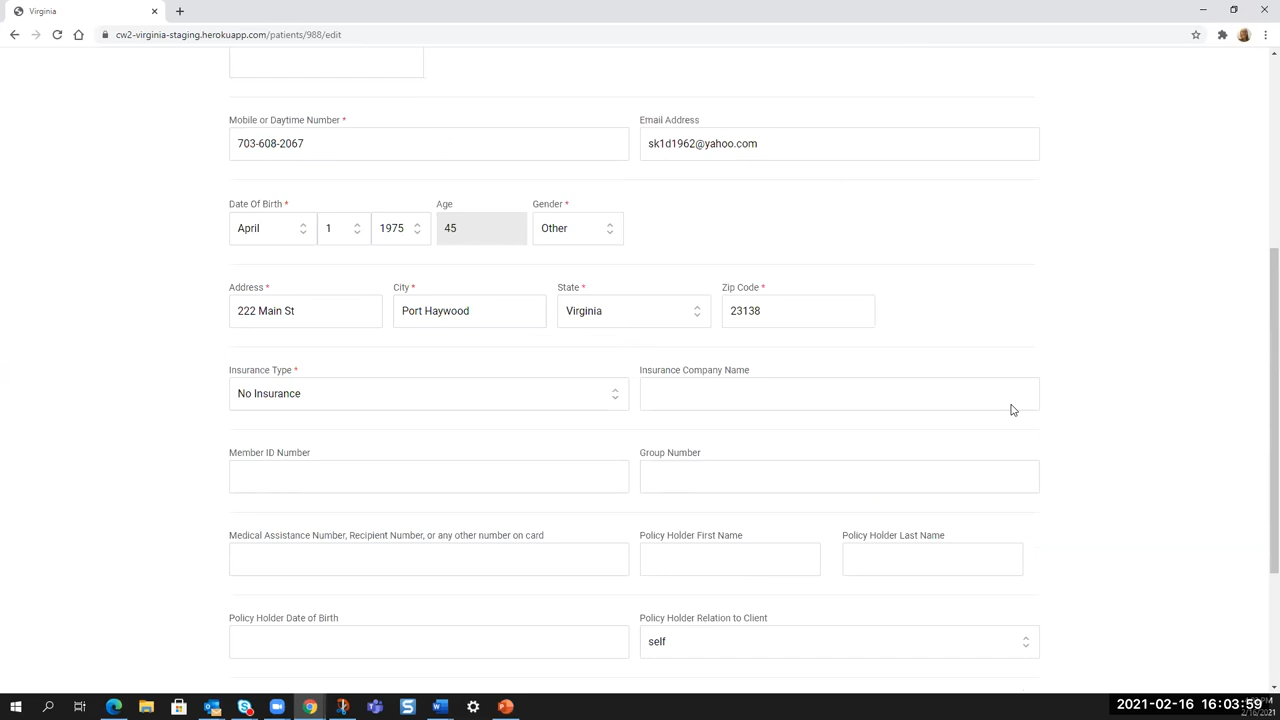 Virginia
cw2-virginia-staging.herokuapp.com/patients/988/edit
Mobile or Daytime Number * Email Address
703-608-2067 sk1d1962@yahoo.com
Date Of Birth * Age Gender *
April 1 1975 45 Other
Address * City * State * Zip Code *
222 Main St Port Haywood Virginia 23138
Insurance Type * Insurance Company Name
No Insurance
Member ID Number Group Number
Medical Assistance Number, Recipient Number, or any other number on card Policy Holder First Name Policy Holder Last Name
Policy Holder Date of Birth Policy Holder Relation to Client
self
2021-02-16 16:03:59